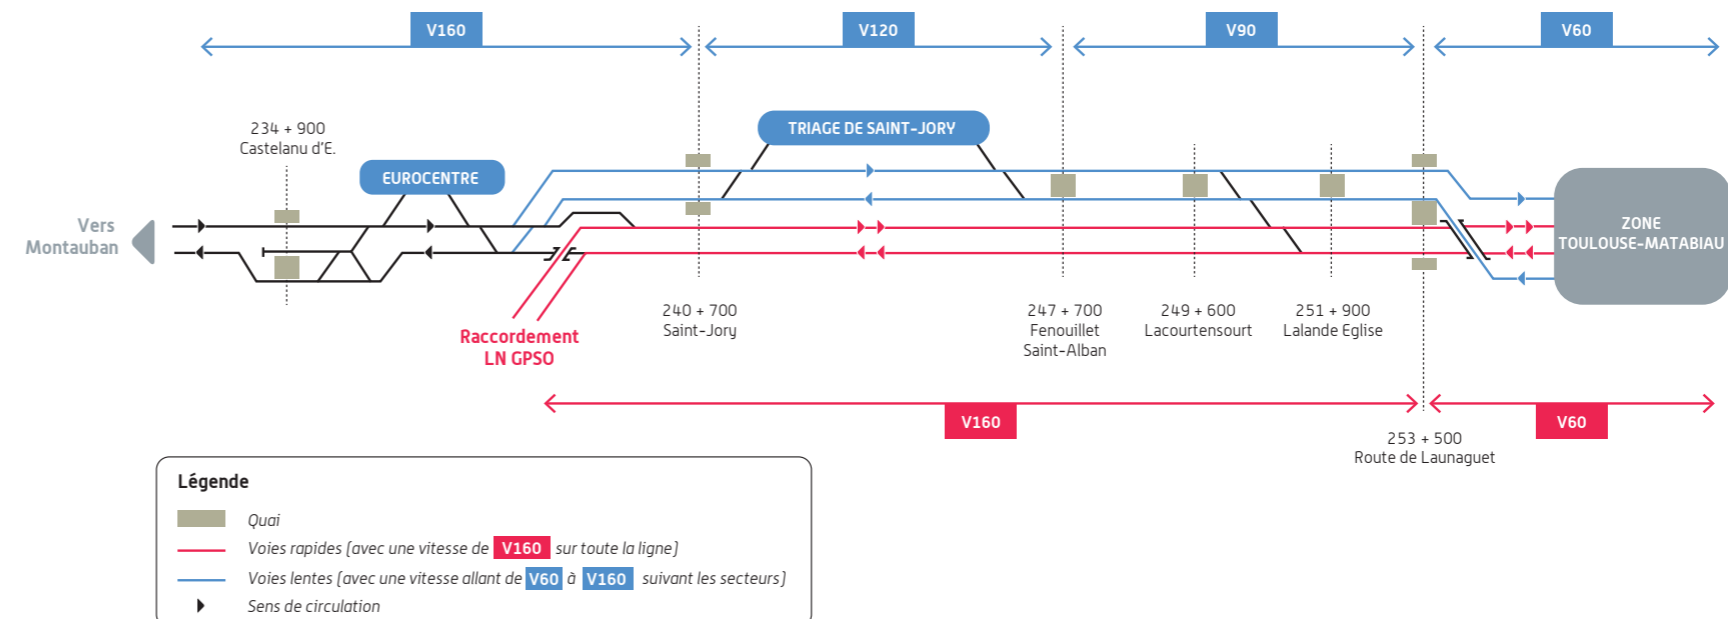 V160
V120
V90
V60
234 + 900
Castelanu d'E.
EUROCENTRE
TRIAGE DE SAINT-JORY
Vers
Montauban
ZONE
TOULOUSE-MATABIAU
Raccordement
LN GPSO
240 + 700
Saint-Jory
247 + 700
Fenouillet
Saint-Alban
249 + 600
Lacourtensourt
251 + 900
Lalande Eglise
V160
V60
253 + 500
Route de Launaguet
Légende
Quai
Voies rapides (avec une vitesse de V160 sur toute la ligne)
Voies lentes (avec une vitesse allant de V60 à V160 suivant les secteurs)
Sens de circulation